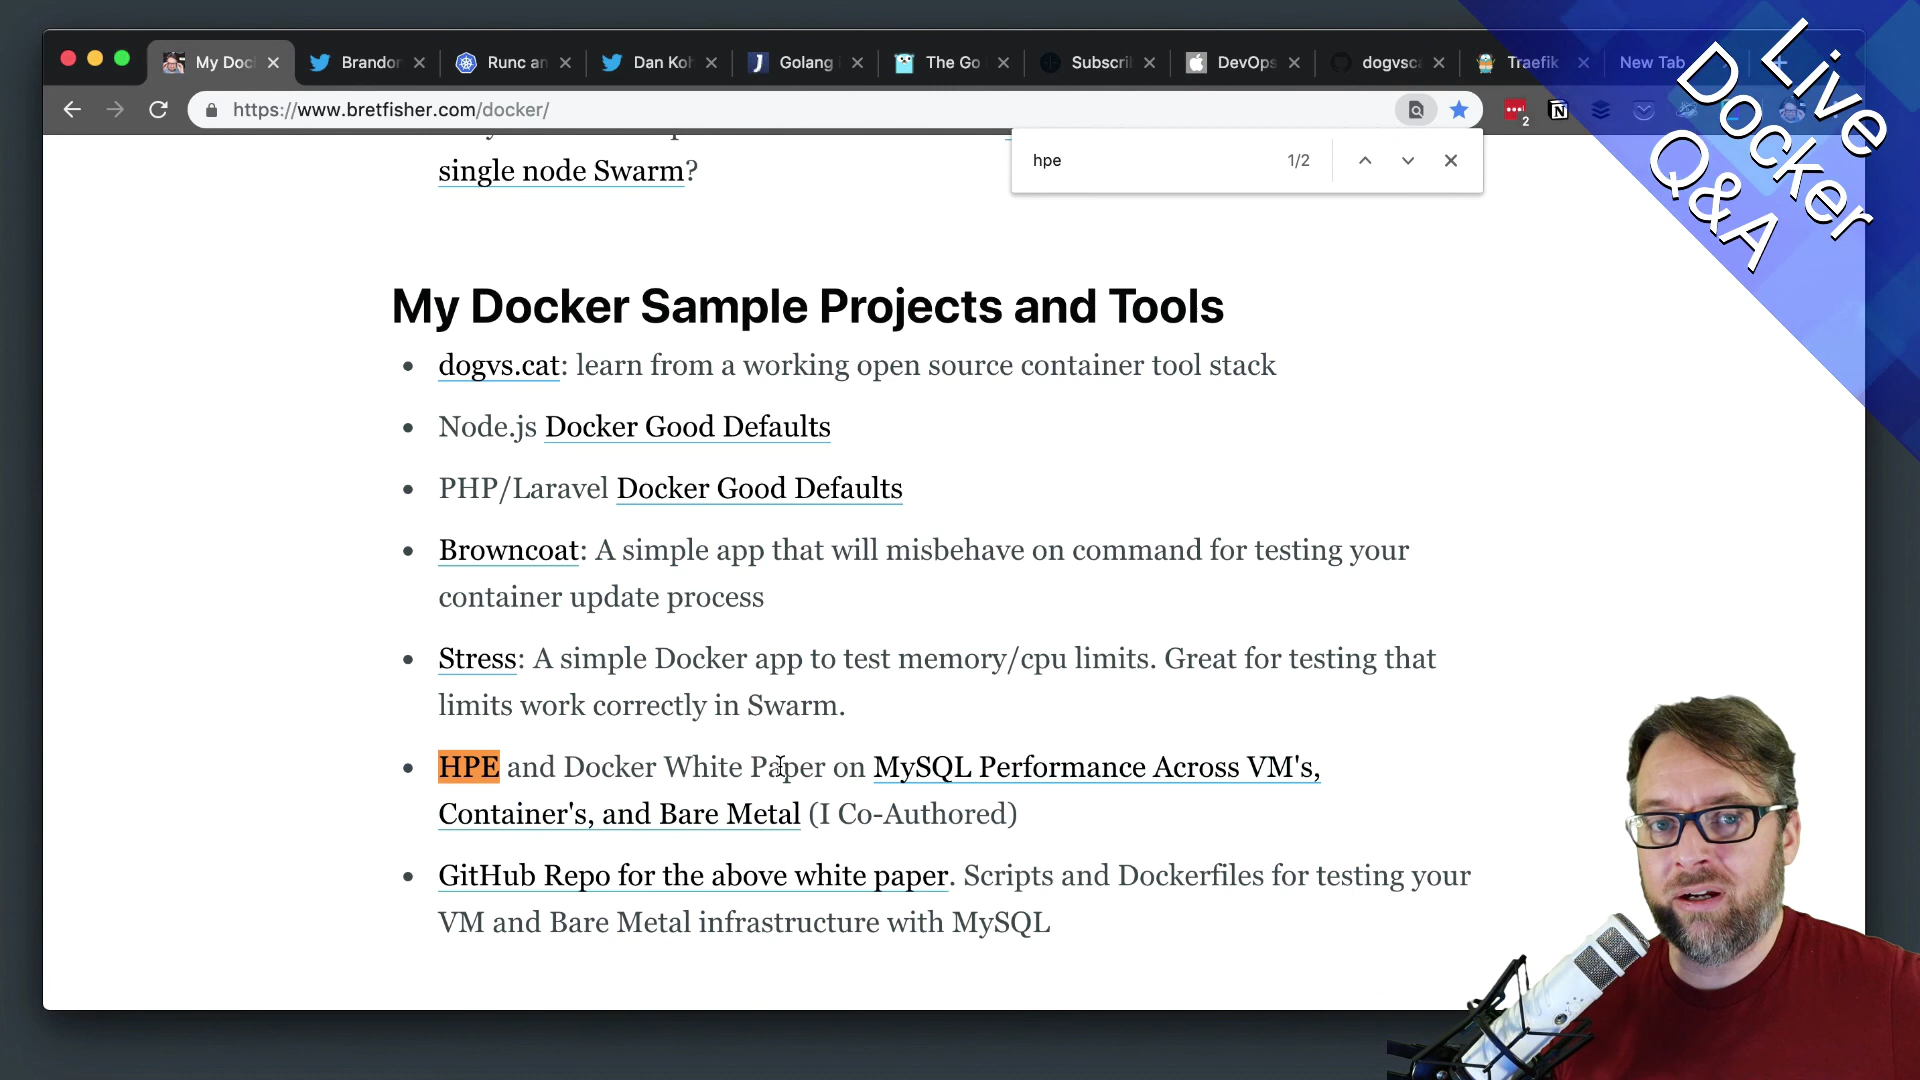 My Doc
Brandon
Runc an
Dan Koh
Golang
The Go
Subscri
DevOps
dogvsca
Traefik
New Tab
https://www.bretfisher.com/docker/
2
hpe
1/2
Live
Docker
Q&A
single node Swarm?
My Docker Sample Projects and Tools
dogvs.cat: learn from a working open source container tool stack
Node.js Docker Good Defaults
PHP/Laravel Docker Good Defaults
Browncoat: A simple app that will misbehave on command for testing your
container update process
Stress: A simple Docker app to test memory/cpu limits. Great for testing that
limits work correctly in Swarm.
HPE and Docker White Paper on MySQL Performance Across VM's,
Container's, and Bare Metal (I Co-Authored)
GitHub Repo for the above white paper. Scripts and Dockerfiles for testing your
VM and Bare Metal infrastructure with MySQL